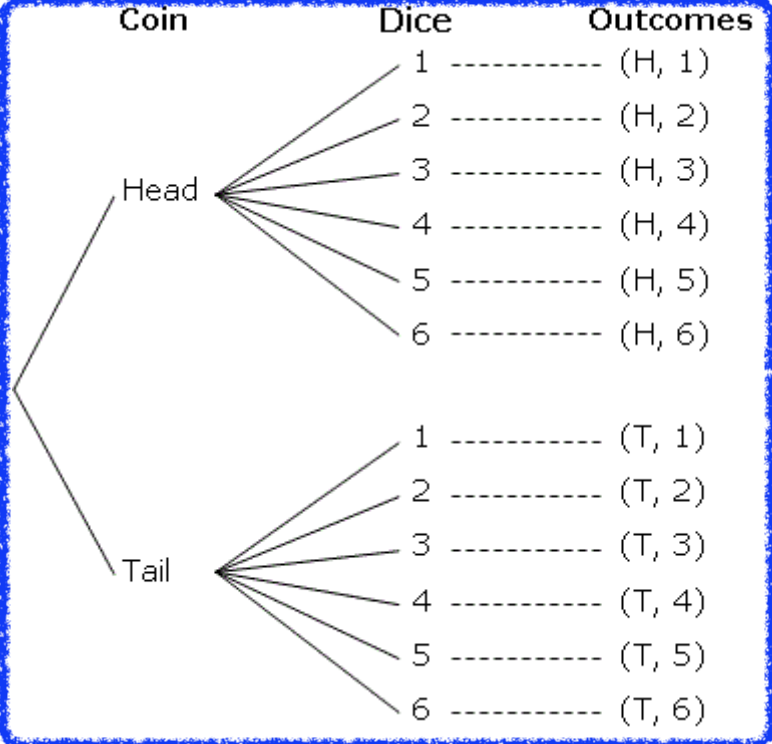 Coin Dice Outcomes
1 (H, 1)
2 (H, 2)
3 (H, 3)
Head
4 (H, 4)
5 (H, 5)
6 (H, 6)
1 (T, 1)
2 (T, 2)
3 (T, 3)
Tail
4 (T, 4)
5 (T, 5)
6 (T, 6)